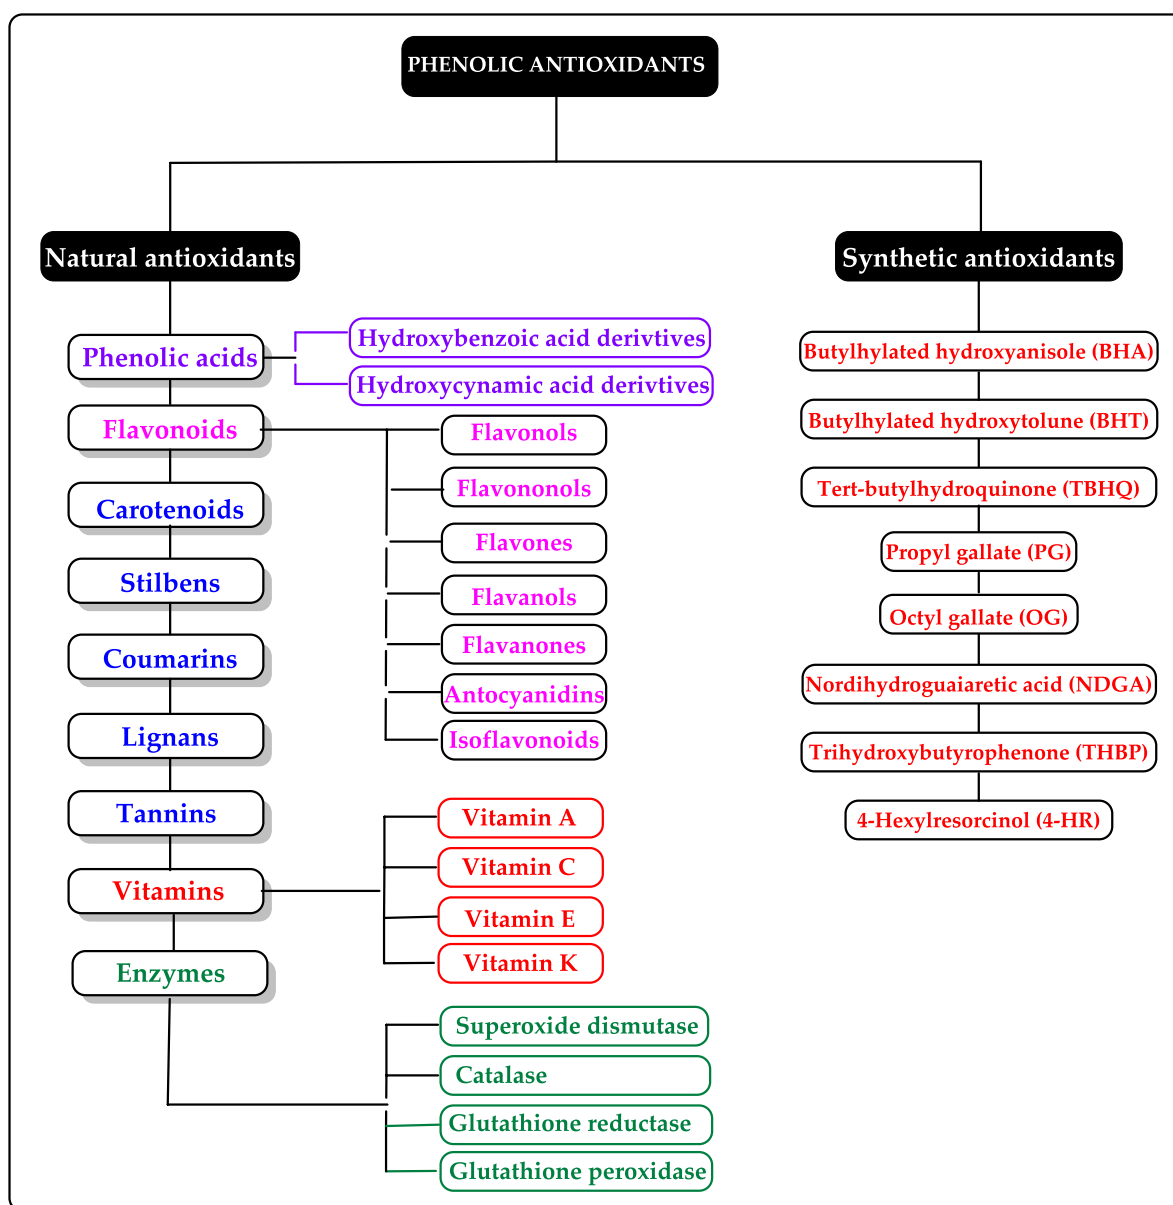 PHENOLIC ANTIOXIDANTS
Natural antioxidants
Synthetic antioxidants
Phenolic acids
Hydroxybenzoic acid derivtives
Hydroxycynamic acid derivtives
Flavonoids
Flavonols
Flavononols
Flavones
Flavanols
Flavanones
Antocyanidins
Isoflavonoids
Carotenoids
Stilbens
Coumarins
Lignans
Tannins
Vitamins
Vitamin A
Vitamin C
Vitamin E
Vitamin K
Enzymes
Superoxide dismutase
Catalase
Glutathione reductase
Glutathione peroxidase
Butylhylated hydroxyanisole (BHA)
Butylhylated hydroxytolune (BHT)
Tert-butylhydroquinone (TBHQ)
Propyl gallate (PG)
Octyl gallate (OG)
Nordihydroguaiaretic acid (NDGA)
Trihydroxybutyrophenone (THBP)
4-Hexylresorcinol (4-HR)